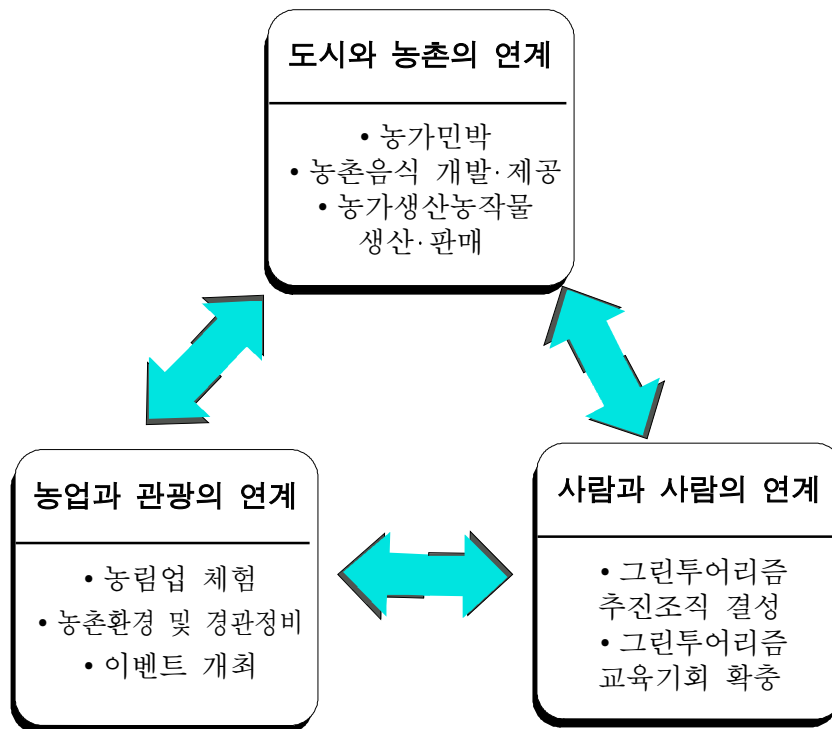 도시와 농촌의 연계
• 농가민박
• 농촌음식 개발·제공
• 농가생산농작물
생산·판매
농업과 관광의 연계
• 농림업 체험
• 농촌환경 및 경관정비
• 이벤트 개최
사람과 사람의 연계
• 그린투어리즘
추진조직 결성
• 그린투어리즘
교육기회 확충